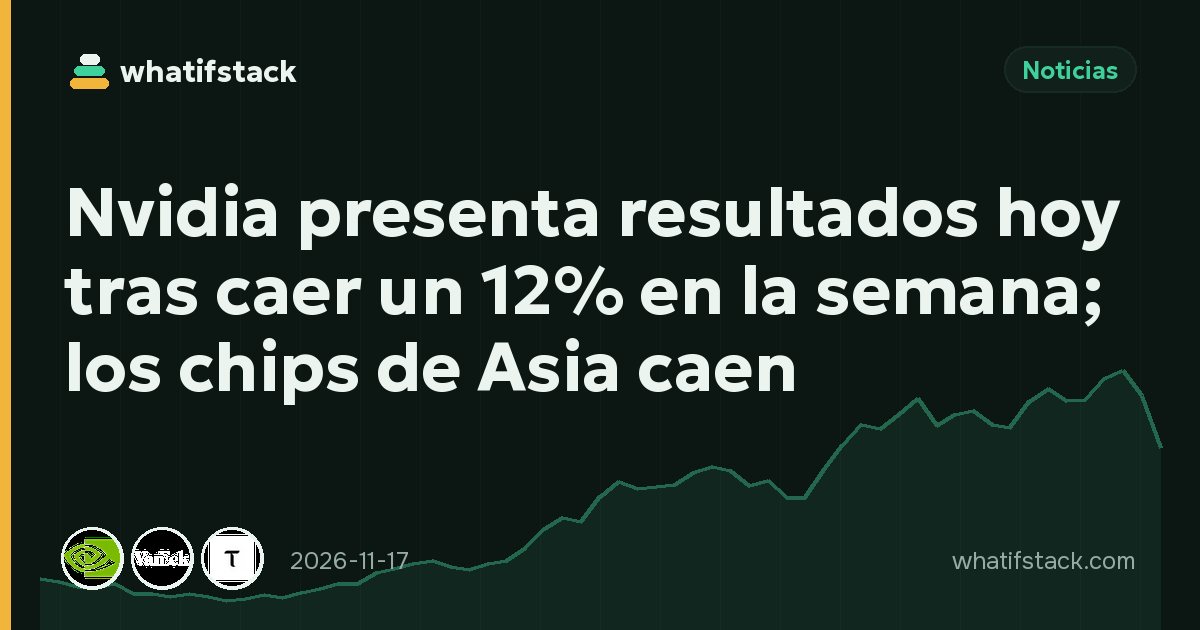 whatifstack
Noticias
Nvidia presenta resultados hoy
tras caer un 12% en la semana;
los chips de Asia caen
VanEck
τ
2026-11-17
whatifstack.com